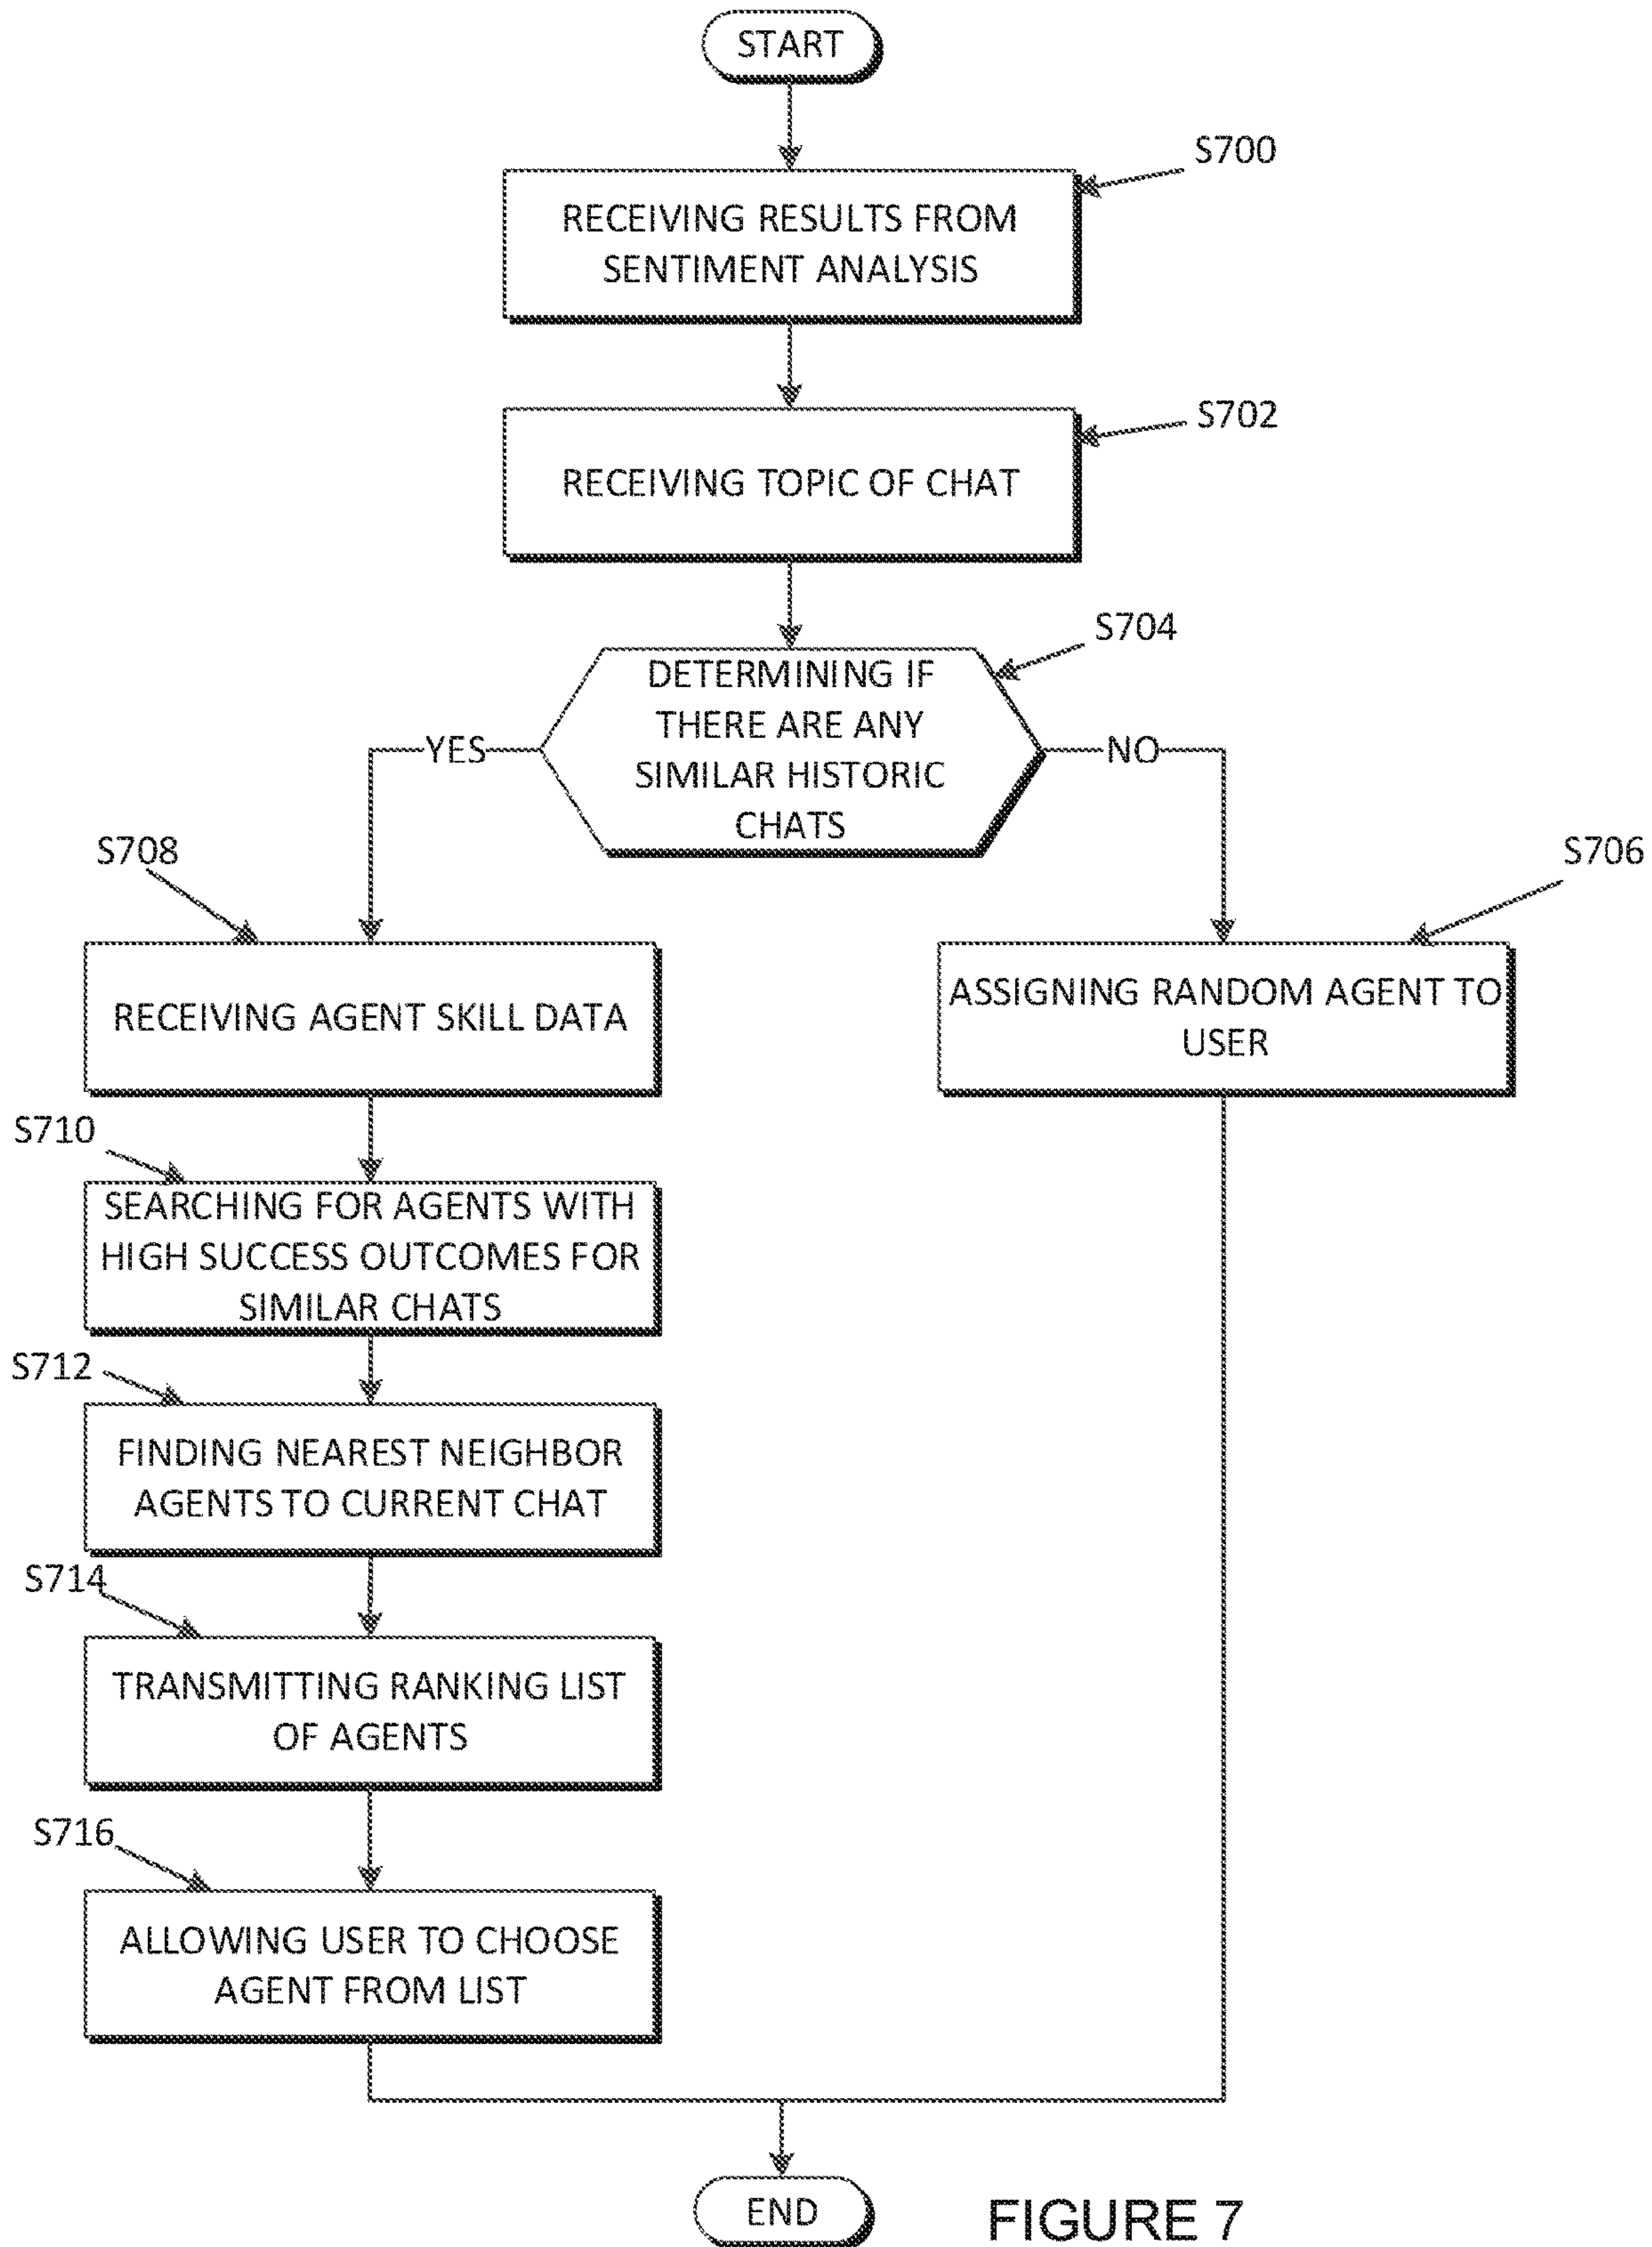 START
S700
RECEIVING RESULTS FROM
SENTIMENT ANALYSIS
S702
RECEIVING TOPIC OF CHAT
S704
DETERMINING IF
THERE ARE ANY
SIMILAR HISTORIC
CHATS
YES
NO
S708
S706
RECEIVING AGENT SKILL DATA
ASSIGNING RANDOM AGENT TO
USER
S710
SEARCHING FOR AGENTS WITH
HIGH SUCCESS OUTCOMES FOR
SIMILAR CHATS
S712
FINDING NEAREST NEIGHBOR
AGENTS TO CURRENT CHAT
S714
TRANSMITTING RANKING LIST
OF AGENTS
S716
ALLOWING USER TO CHOOSE
AGENT FROM LIST
END
FIGURE 7